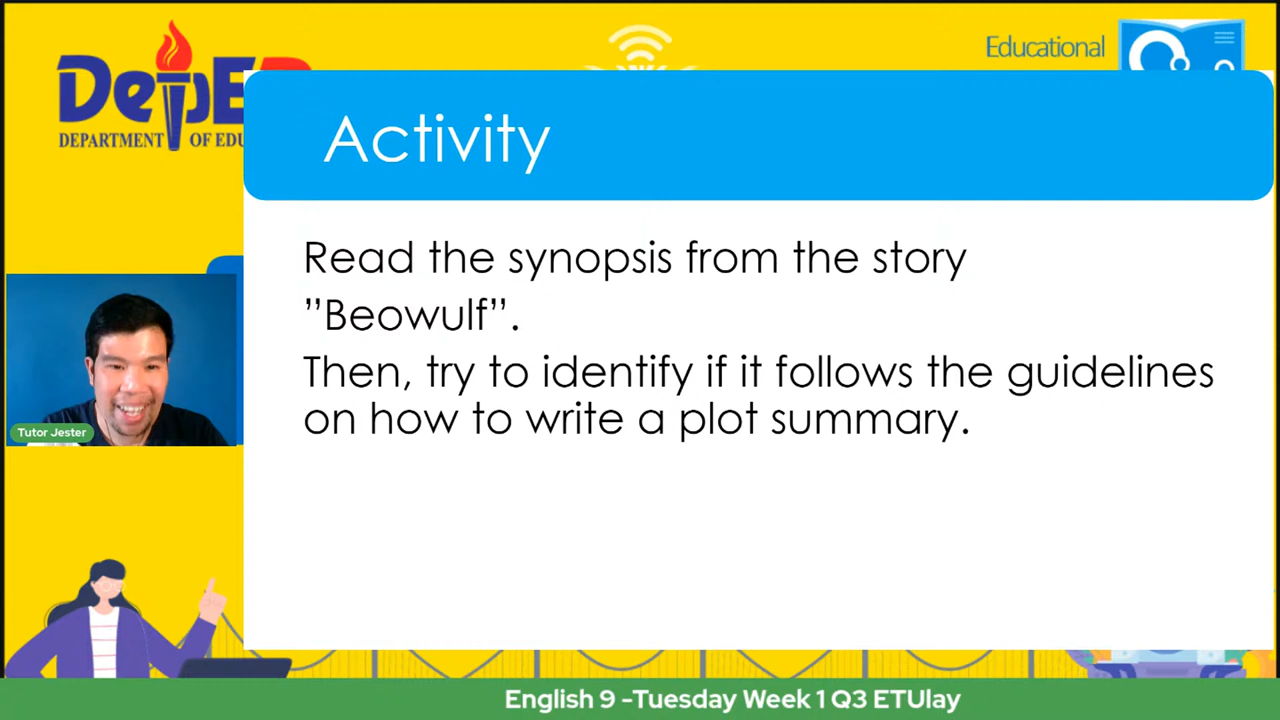 DepE
DEPARTMENT OF EDU
Educational
Activity
Read the synopsis from the story
”Beowulf”.
Then, try to identify if it follows the guidelines
on how to write a plot summary.
Tutor Jester
English 9 -Tuesday Week 1 Q3 ETUlay